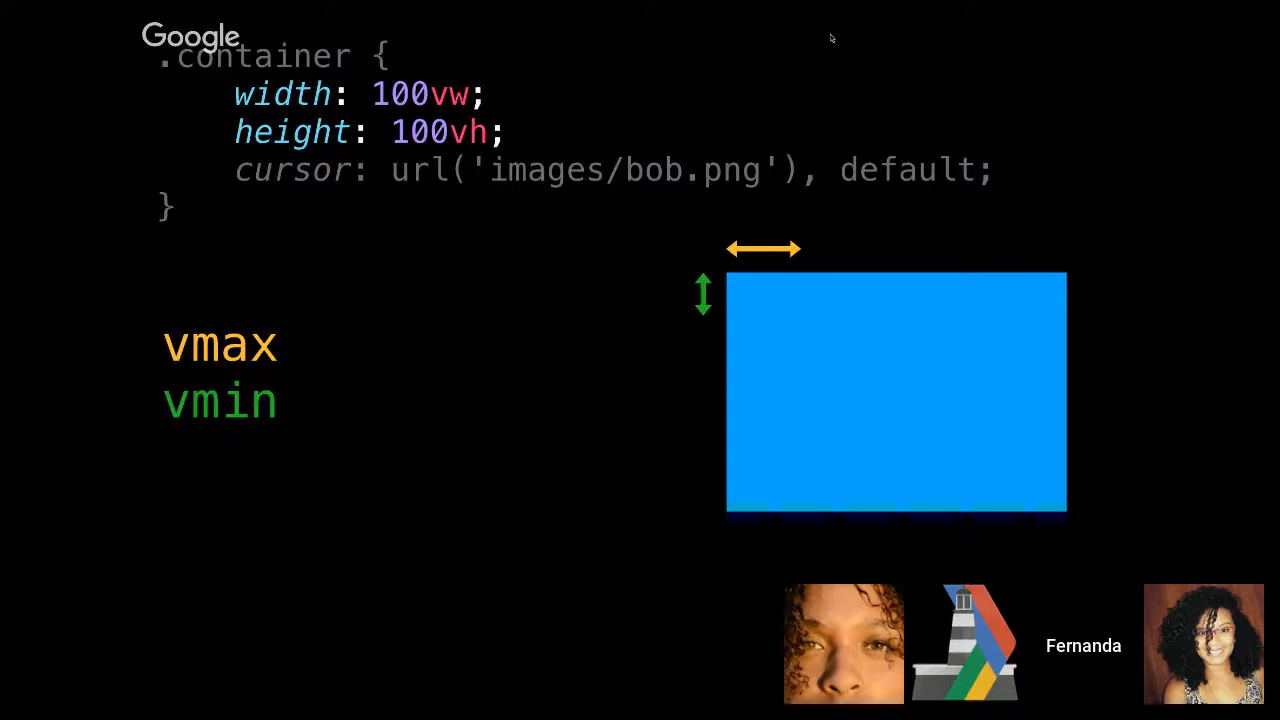 Google
.container {
width: 100vw;
height: 100vh;
cursor: url('images/bob.png'), default;
}
vmax
vmin
Fernanda